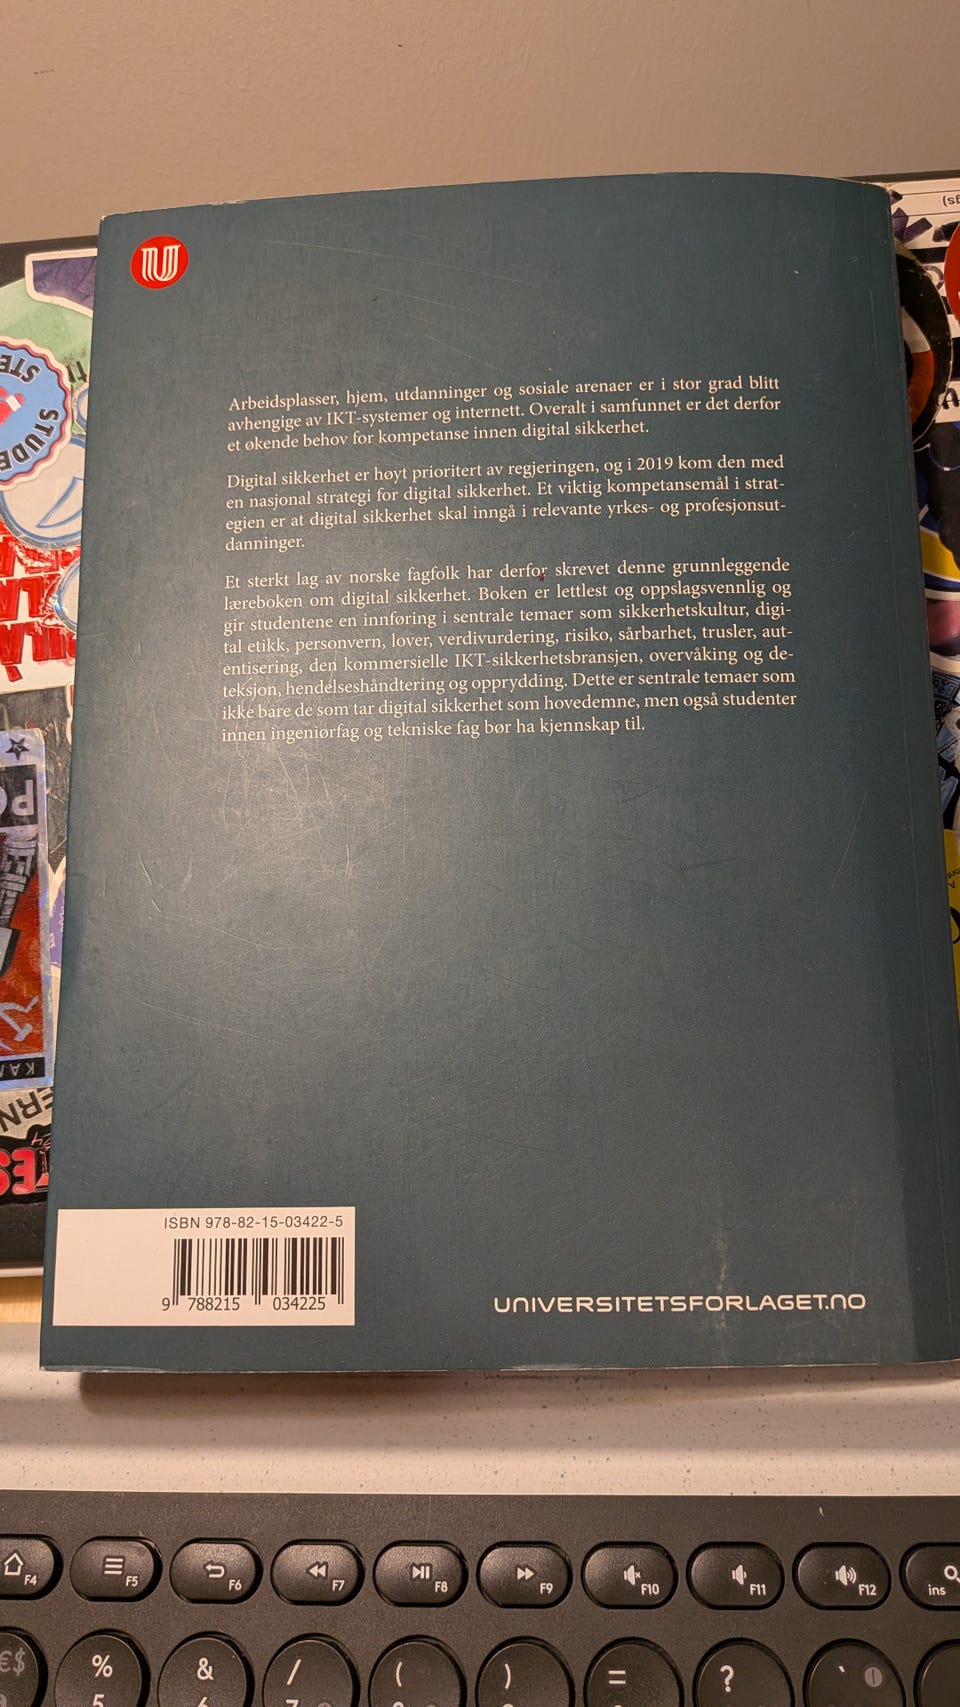 Arbeidsplasser, hjem, utdanninger og sosiale arenaer er i stor grad blitt
avhengige av IKT-systemer og internett. Overalt i samfunnet er det derfor
et økende behov for kompetanse innen digital sikkerhet.
Digital sikkerhet er høyt prioritert av regjeringen, og i 2019 kom den med
en nasjonal strategi for digital sikkerhet. Et viktig kompetansemål i strat-
egien er at digital sikkerhet skal inngå i relevante yrkes- og profesjonsut-
danninger.
Et sterkt lag av norske fagfolk har derfor skrevet denne grunnleggende
læreboken om digital sikkerhet. Boken er lettlest og oppslagsvennlig og
gir studentene en innføring i sentrale temaer som sikkerhetskultur, digi-
tal etikk, personvern, lover, verdivurdering, risiko, sårbarhet, trusler, aut-
entisering, den kommersielle IKT-sikkerhetsbransjen, overvåking og de-
teksjon, hendelseshåndtering og opprydding. Dette er sentrale temaer som
ikke bare de som tar digital sikkerhet som hovedemne, men også studenter
innen ingeniørfag og tekniske fag bør ha kjennskap til.
ISBN 978-82-15-03422-5
9 788215 034225
UNIVERSITETSFORLAGET.NO
F4 F5 F6 F7 F8 F9 F10 F11 F12 ins
€$ % & / ( ) = ? `
5